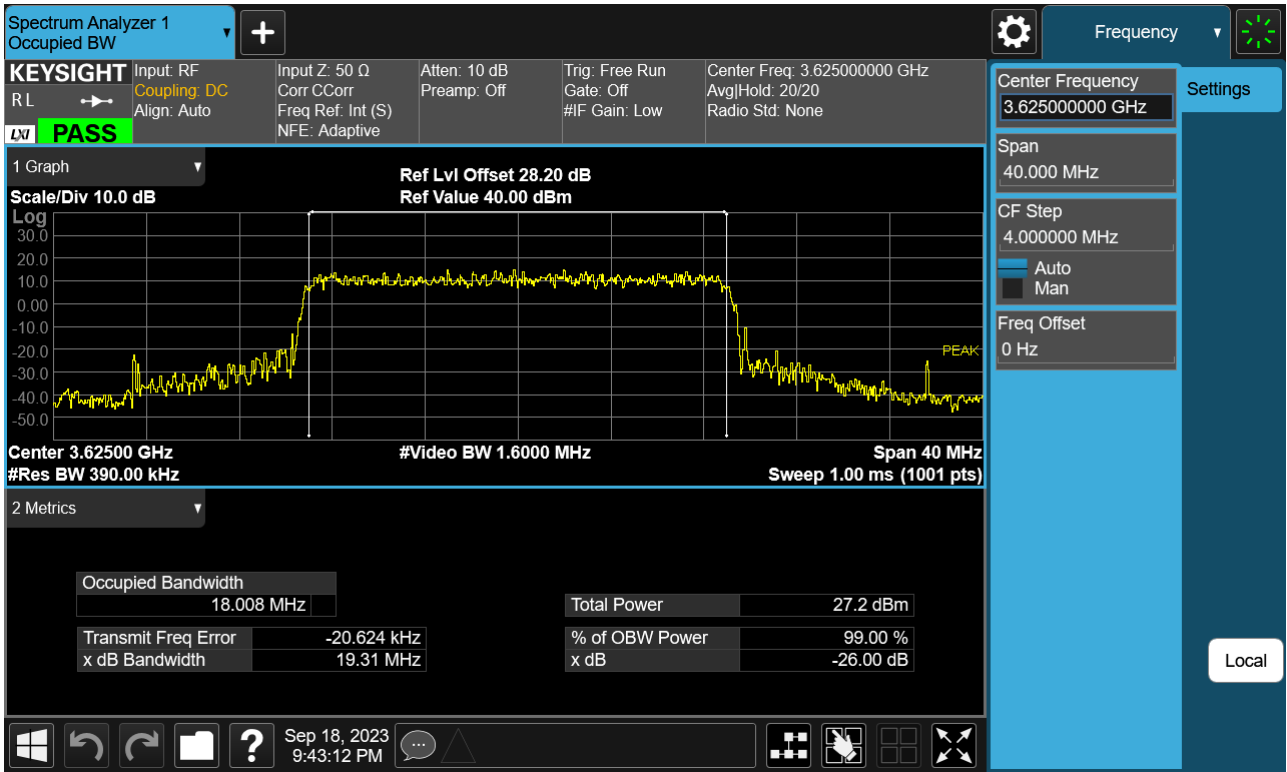 Spectrum Analyzer 1
Occupied BW
+
Frequency
KEYSIGHT
R L
LXI
PASS
Input: RF
Coupling: DC
Align: Auto
Input Z: 50 Ω
Corr CCorr
Freq Ref: Int (S)
NFE: Adaptive
Atten: 10 dB
Preamp: Off
Trig: Free Run
Gate: Off
#IF Gain: Low
Center Freq: 3.625000000 GHz
Avg|Hold: 20/20
Radio Std: None
Center Frequency
3.625000000 GHz
Settings
Span
40.000 MHz
CF Step
4.000000 MHz
Auto
Man
Freq Offset
0 Hz
Local
1 Graph
Ref Lvl Offset 28.20 dB
Scale/Div 10.0 dB
Ref Value 40.00 dBm
Log
30.0
20.0
10.0
0.00
-10.0
-20.0
-30.0
-40.0
-50.0
PEAK
Center 3.62500 GHz
#Video BW 1.6000 MHz
Span 40 MHz
#Res BW 390.00 kHz
Sweep 1.00 ms (1001 pts)
2 Metrics
Occupied Bandwidth
18.008 MHz
Total Power 27.2 dBm
Transmit Freq Error -20.624 kHz
% of OBW Power 99.00 %
x dB Bandwidth 19.31 MHz
x dB -26.00 dB
?
Sep 18, 2023
9:43:12 PM